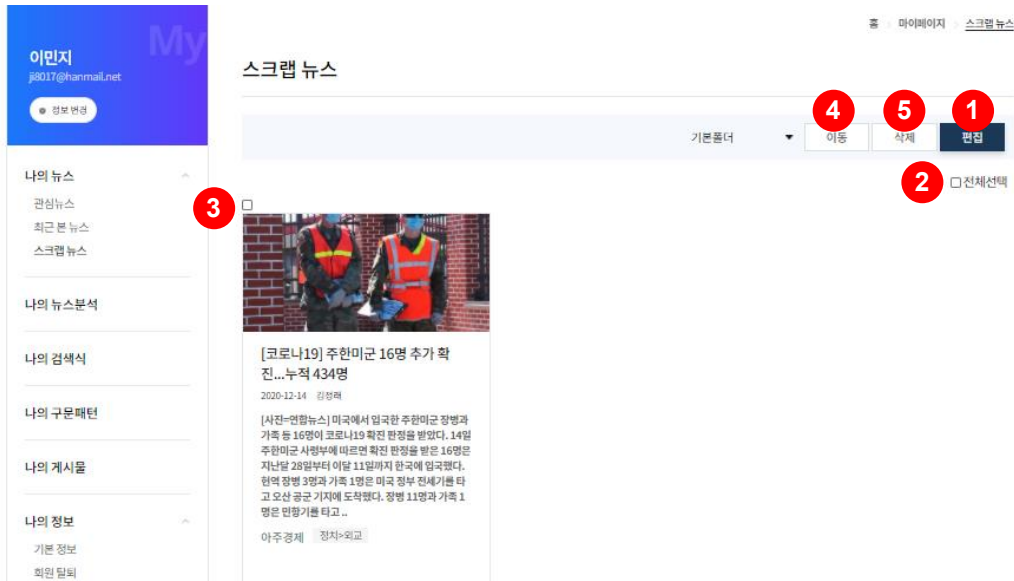 홈 마이페이지 스크랩 뉴스
My
이민지
ji8017@hanmail.net
정보 변경
스크랩 뉴스
4
5
1
기본폴더
이동
삭제
편집
2
전체선택
나의 뉴스
관심뉴스
최근 본 뉴스
스크랩 뉴스
나의 뉴스분석
나의 검색식
나의 구문패턴
나의 게시물
나의 정보
기본 정보
회원 탈퇴
3
[코로나19] 주한미군 16명 추가 확
진...누적 434명
2020-12-14 김정래
[사진=연합뉴스] 미국에서 입국한 주한미군 장병과
가족 등 16명이 코로나19 확진 판정을 받았다. 14일
주한미군 사령부에 따르면 확진 판정을 받은 16명은
지난달 28일부터 이달 11일까지 한국에 입국했다.
현역 장병 3명과 가족 1명은 미국 정부 전세기를 타
고 오산 공군 기지에 도착했다. 장병 11명과 가족 1
명은 민항기를 타고 ..
아주경제 정치>외교